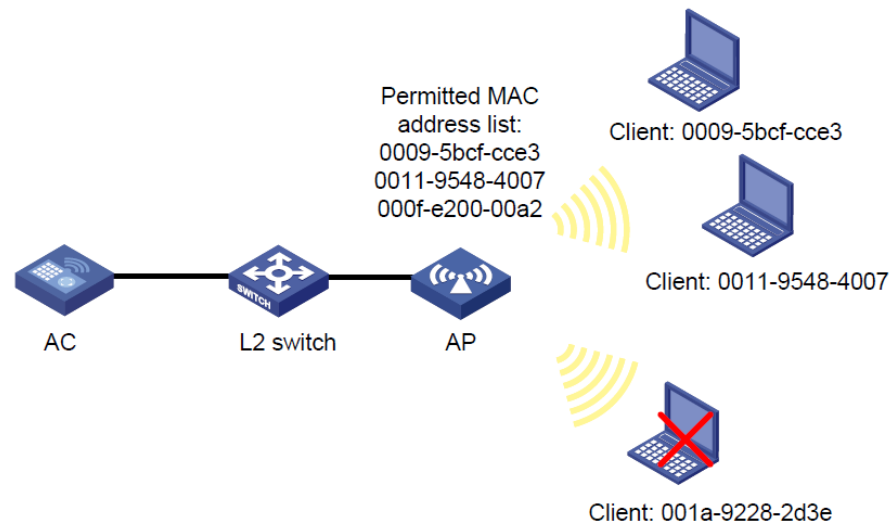 Permitted MAC
address list:
0009-5bcf-cce3
0011-9548-4007
000f-e200-00a2
Client: 0009-5bcf-cce3
Client: 0011-9548-4007
SWITCH
AC
L2 switch
AP
Client: 001a-9228-2d3e